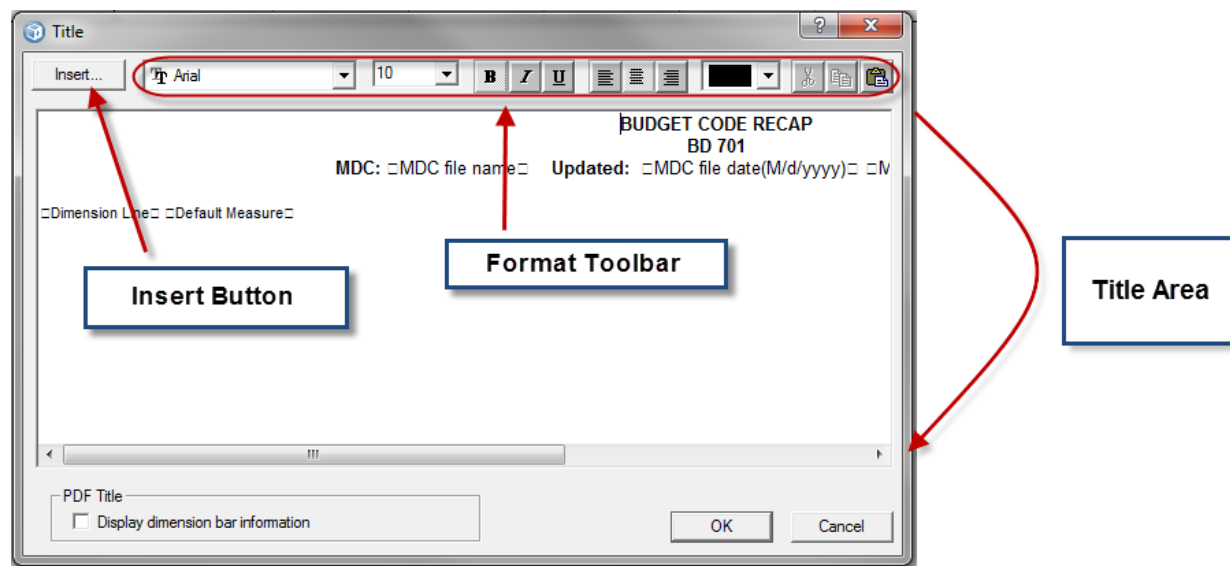 Title
Insert...
Arial
10
B I U
BUDGET CODE RECAP
BD 701
MDC: □MDC file name□ Updated: □MDC file date(M/d/yyyy)□ □M
□Dimension Line□ □Default Measure□
Format Toolbar
Insert Button
Title Area
PDF Title
Display dimension bar information
OK
Cancel